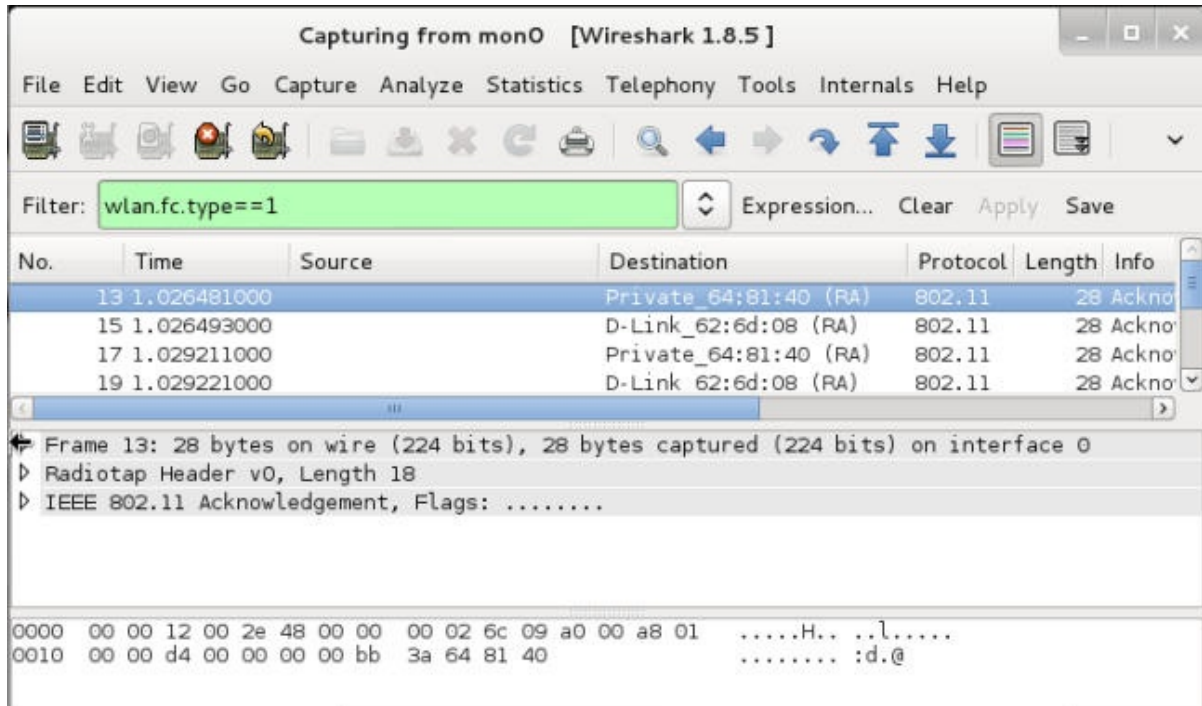 Capturing from mon0 [Wireshark 1.8.5 ]
File Edit View Go Capture Analyze Statistics Telephony Tools Internals Help
Filter: wlan.fc.type==1 Expression... Clear Apply Save
No. Time Source Destination Protocol Length Info
13 1.026481000 Private_64:81:40 (RA) 802.11 28 Ackno
15 1.026493000 D-Link_62:6d:08 (RA) 802.11 28 Ackno
17 1.029211000 Private_64:81:40 (RA) 802.11 28 Ackno
19 1.029221000 D-Link_62:6d:08 (RA) 802.11 28 Ackno
Frame 13: 28 bytes on wire (224 bits), 28 bytes captured (224 bits) on interface 0
Radiotap Header v0, Length 18
IEEE 802.11 Acknowledgement, Flags: ........
0000 00 00 12 00 2e 48 00 00 00 02 6c 09 a0 00 a8 01 .....H.. ..l.....
0010 00 00 d4 00 00 00 00 bb 3a 64 81 40 ........ :d.@